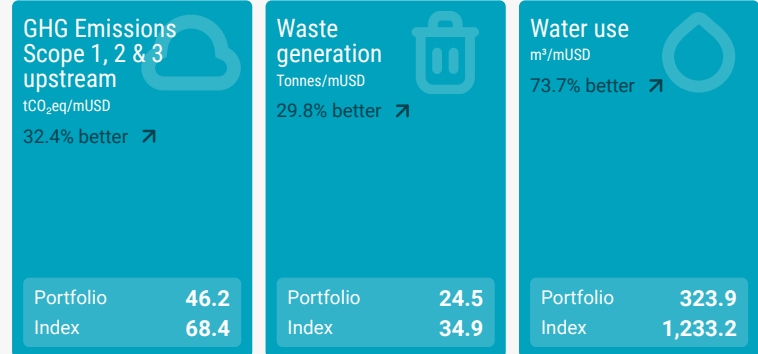 GHG Emissions
Scope 1, 2 & 3
upstream
tCO₂eq/mUSD
32.4% better
Portfolio 46.2
Index 68.4
Waste
generation
Tonnes/mUSD
29.8% better
Portfolio 24.5
Index 34.9
Water use
m³/mUSD
73.7% better
Portfolio 323.9
Index 1,233.2